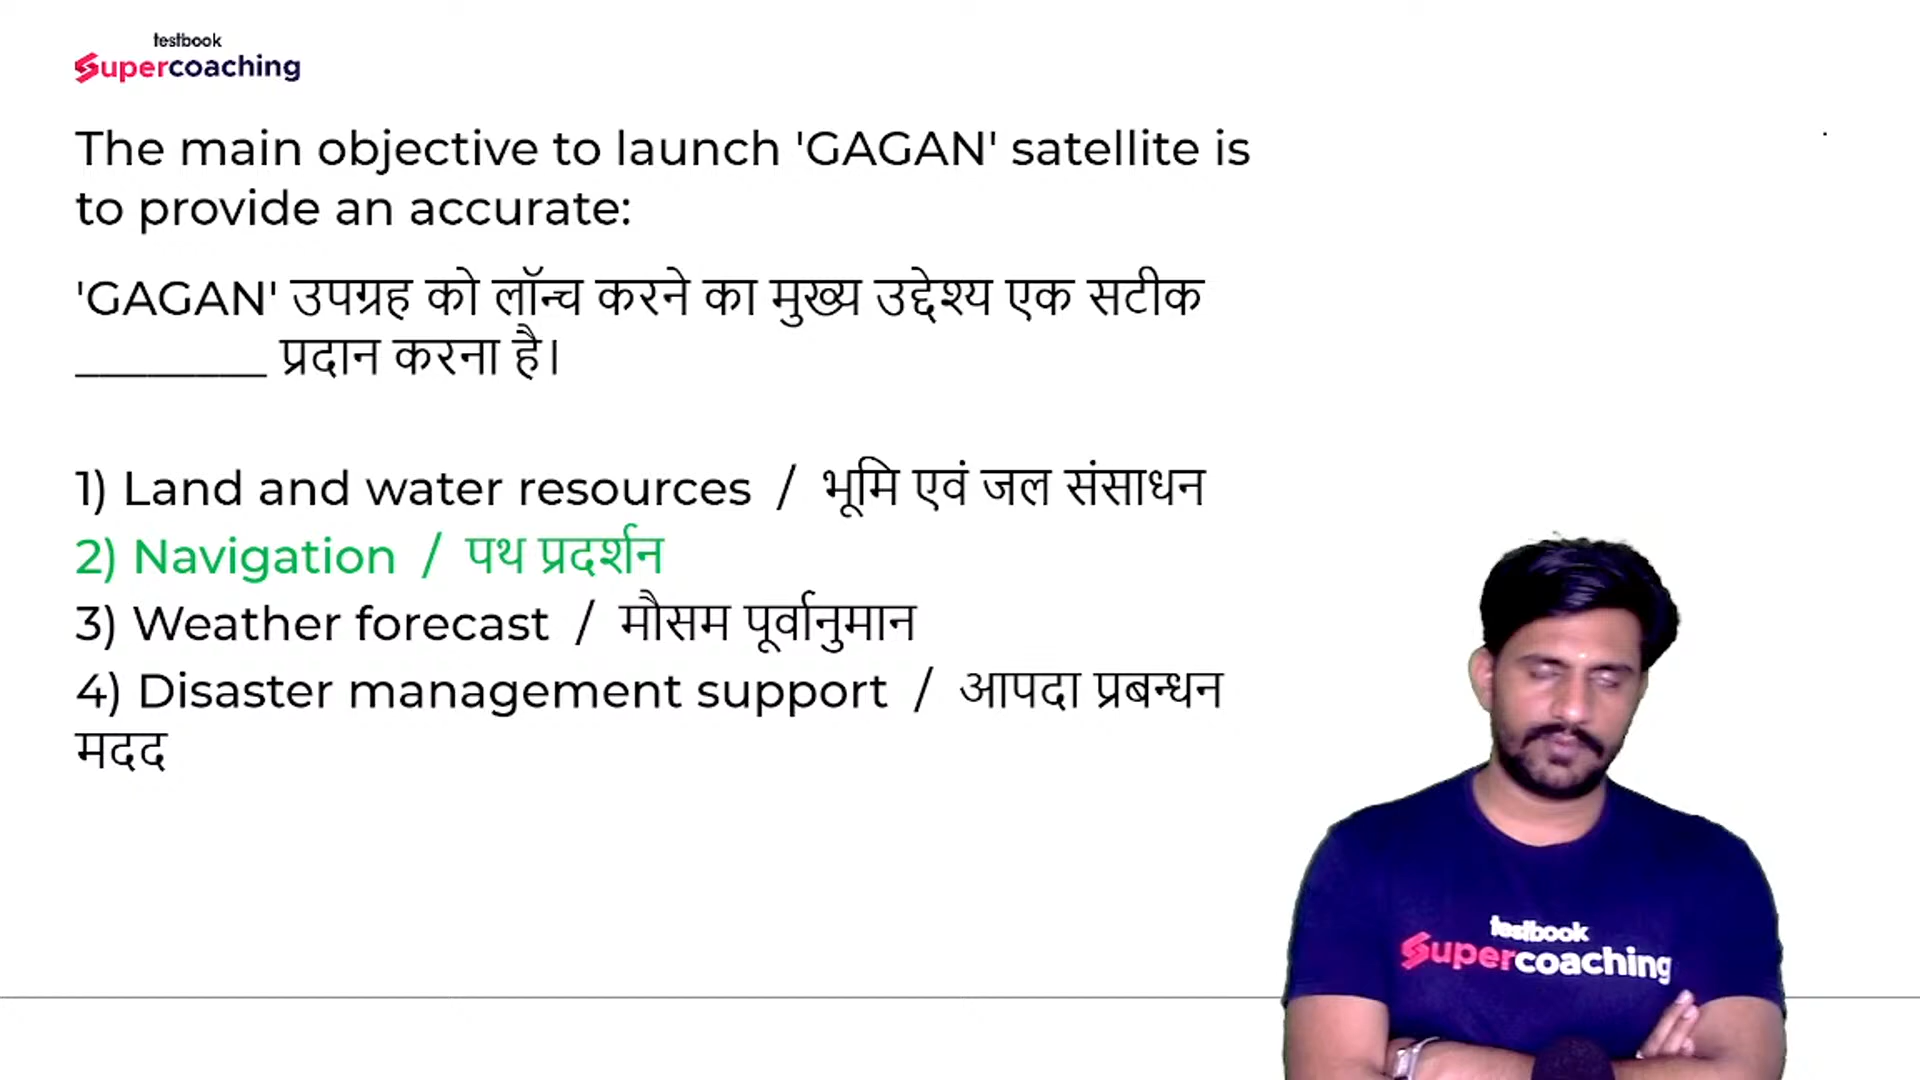 testbook
Supercoaching
The main objective to launch 'GAGAN' satellite is
to provide an accurate:
'GAGAN' उपग्रह को लॉन्च करने का मुख्य उद्देश्य एक सटीक
________ प्रदान करना है।
1) Land and water resources / भूमि एवं जल संसाधन
2) Navigation / पथ प्रदर्शन
3) Weather forecast / मौसम पूर्वानुमान
4) Disaster management support / आपदा प्रबन्धन
मदद
testbook
Supercoaching